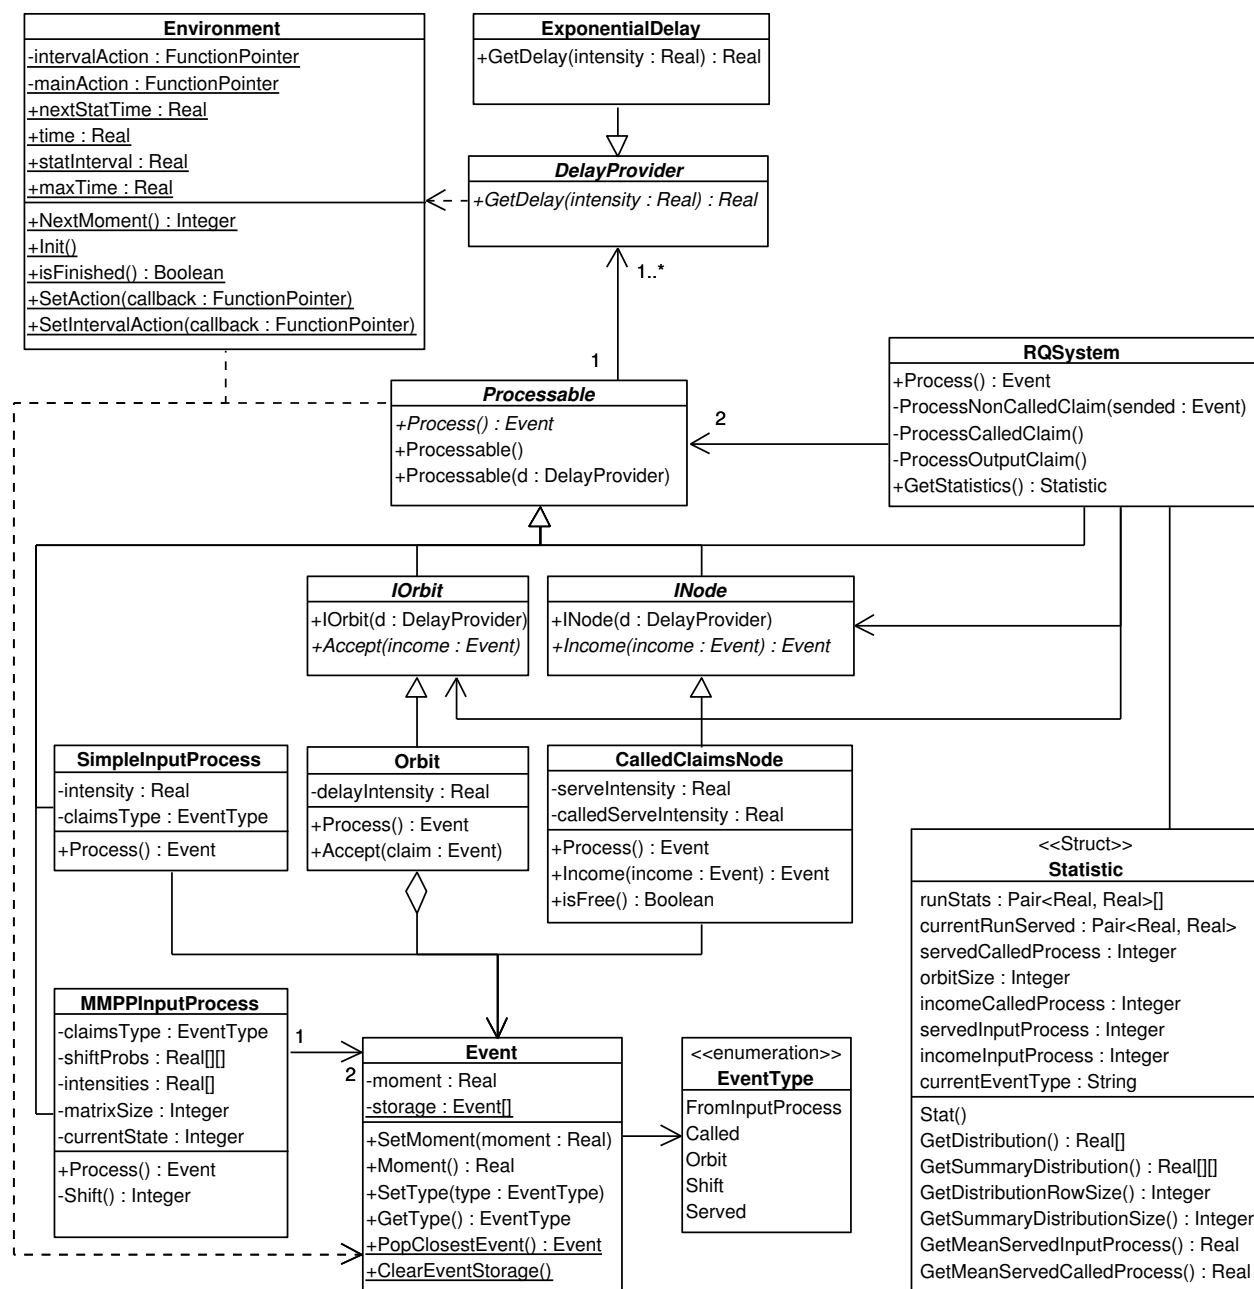 Environment
-intervalAction : FunctionPointer
-mainAction : FunctionPointer
+nextStatTime : Real
+time : Real
+statInterval : Real
+maxTime : Real
+NextMoment() : Integer
+Init()
+isFinished() : Boolean
+SetAction(callback : FunctionPointer)
+SetIntervalAction(callback : FunctionPointer)
ExponentialDelay
+GetDelay(intensity : Real) : Real
DelayProvider
+GetDelay(intensity : Real) : Real
1..*
1
Processable
+Process() : Event
+Processable()
+Processable(d : DelayProvider)
2
RQSystem
+Process() : Event
-ProcessNonCalledClaim(sended : Event)
-ProcessCalledClaim()
-ProcessOutputClaim()
+GetStatistics() : Statistic
IOrbit
+IOrbit(d : DelayProvider)
+Accept(income : Event)
INode
+INode(d : DelayProvider)
+Income(income : Event) : Event
SimpleInputProcess
-intensity : Real
-claimsType : EventType
+Process() : Event
Orbit
-delayIntensity : Real
+Process() : Event
+Accept(claim : Event)
CalledClaimsNode
-serveIntensity : Real
-calledServeIntensity : Real
+Process() : Event
+Income(income : Event) : Event
+isFree() : Boolean
<<Struct>>
Statistic
runStats : Pair<Real, Real>[]
currentRunServed : Pair<Real, Real>
servedCalledProcess : Integer
orbitSize : Integer
incomeCalledProcess : Integer
servedInputProcess : Integer
incomeInputProcess : Integer
currentEventType : String
Stat()
GetDistribution() : Real[]
GetSummaryDistribution() : Real[][]
GetDistributionRowSize() : Integer
GetSummaryDistributionSize() : Integer
GetMeanServedInputProcess() : Real
GetMeanServedCalledProcess() : Real
MMPPInputProcess
-claimsType : EventType
-shiftProbs : Real[][]
-intensities : Real[]
-matrixSize : Integer
-currentState : Integer
+Process() : Event
-Shift() : Integer
1
2
Event
-moment : Real
-storage : Event[]
+SetMoment(moment : Real)
+Moment() : Real
+SetType(type : EventType)
+GetType() : EventType
+PopClosestEvent() : Event
+ClearEventStorage()
<<enumeration>>
EventType
FromInputProcess
Called
Orbit
Shift
Served